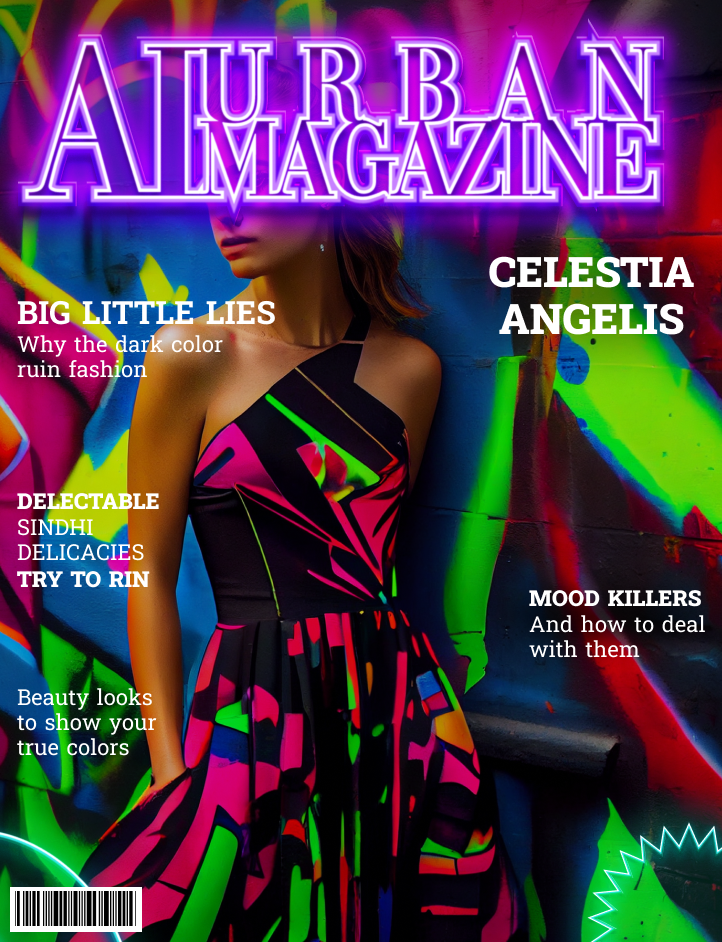 AI URBAN
MAGAZINE
CELESTIA
ANGELIS
BIG LITTLE LIES
Why the dark color
ruin fashion
DELECTABLE
SINDHI
DELICACIES
TRY TO RIN
MOOD KILLERS
And how to deal
with them
Beauty looks
to show your
true colors